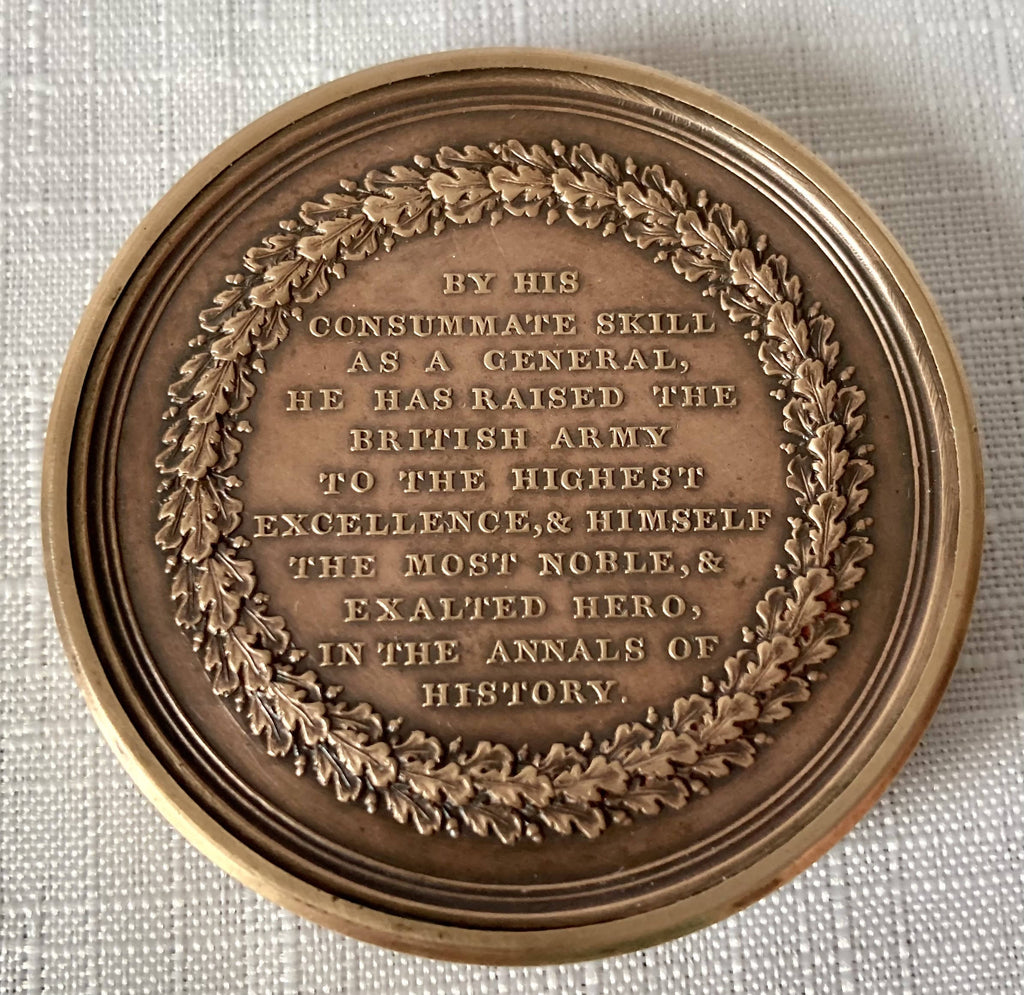 BY HIS
CONSUMMATE SKILL
AS A GENERAL,
HE HAS RAISED THE
BRITISH ARMY
TO THE HIGHEST
EXCELLENCE, & HIMSELF
THE MOST NOBLE, &
EXALTED HERO,
IN THE ANNALS OF
HISTORY.